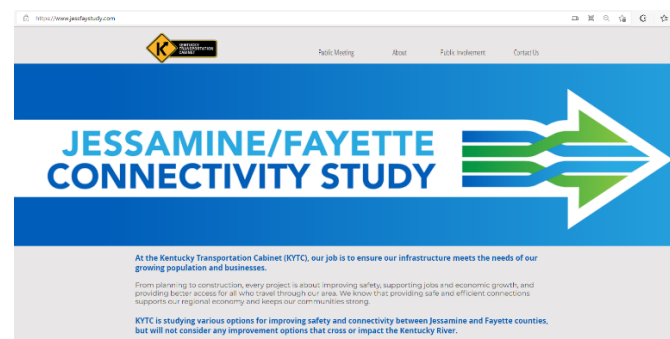 https://www.jessfaystudy.com
K
KENTUCKY
TRANSPORTATION
CABINET
Public Meeting About Public Involvement Contact Us
JESSAMINE/FAYETTE
CONNECTIVITY STUDY
At the Kentucky Transportation Cabinet (KYTC), our job is to ensure our infrastructure meets the needs of our
growing population and businesses.
From planning to construction, every project is about improving safety, supporting jobs and economic growth, and
providing better access for all who travel through our area. We know that providing safe and efficient connections
supports our regional economy and keeps our communities strong.
KYTC is studying various options for improving safety and connectivity between Jessamine and Fayette counties,
but will not consider any improvement options that cross or impact the Kentucky River.